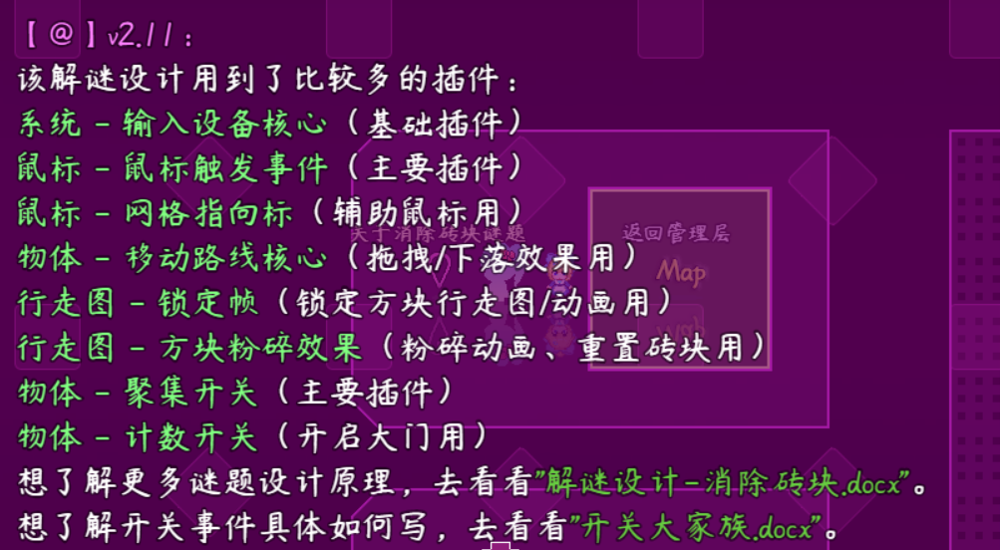 【@】v2.11：
该解谜设计用到了比较多的插件：
系统 - 输入设备核心（基础插件）
鼠标 - 鼠标触发事件（主要插件）
鼠标 - 网格指向标（辅助鼠标用）
关于消除砖块谜题
返回管理层
物体 - 移动路线核心（拖拽/下落效果用）
Map
行走图 - 锁定帧（锁定方块行走图/动画用）
行走图 - 方块粉碎效果（粉碎动画、重置砖块用）
物体 - 聚集开关（主要插件）
物体 - 计数开关（开启大门用）
想了解更多谜题设计原理，去看看"解谜设计-消除砖块.docx"。
想了解开关事件具体如何写，去看看"开关大家族.docx"。